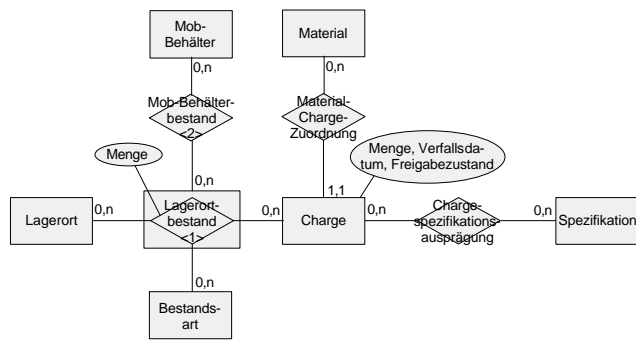 Mob-
Behälter
Material
0,n
0,n
Mob-Behälter-
bestand
<2>
Material-
Charge-
Zuordnung
Menge
Menge, Verfallsda-
tum, Freigabezustand
0,n
1,1
Lagerort
0,n
Lagerort-
bestand
<1>
0,n
Charge
0,n
Charge-
spezifikations-
ausprägung
0,n
Spezifikation
0,n
Bestands-
art